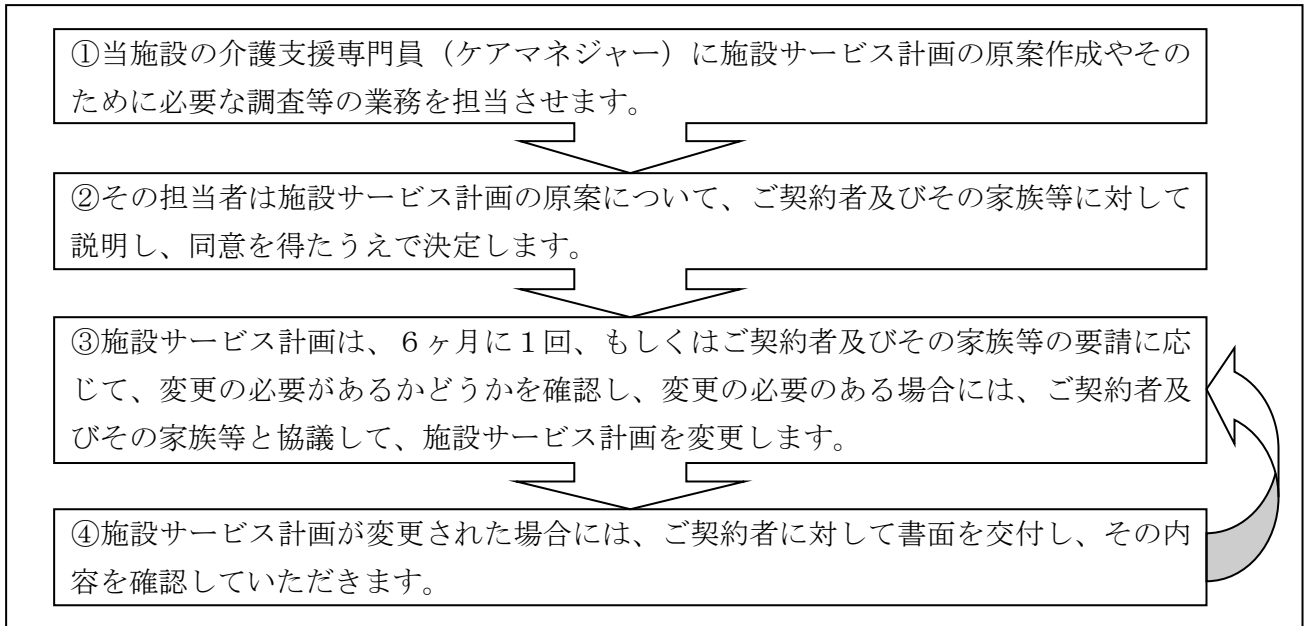 ①当施設の介護支援専門員（ケアマネジャー）に施設サービス計画の原案作成やその
ために必要な調査等の業務を担当させます。
②その担当者は施設サービス計画の原案について、ご契約者及びその家族等に対して
説明し、同意を得たうえで決定します。
③施設サービス計画は、６ヶ月に１回、もしくはご契約者及びその家族等の要請に応
じて、変更の必要があるかどうかを確認し、変更の必要のある場合には、ご契約者及
びその家族等と協議して、施設サービス計画を変更します。
④施設サービス計画が変更された場合には、ご契約者に対して書面を交付し、その内
容を確認していただきます。